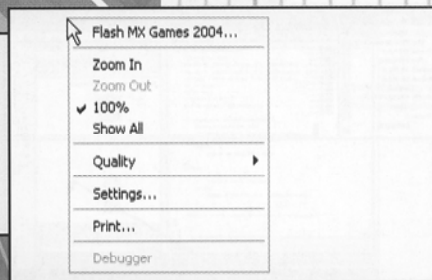 Flash MX Games 2004...
Zoom In
Zoom Out
100%
Show All
Quality
Settings...
Print...
Debugger